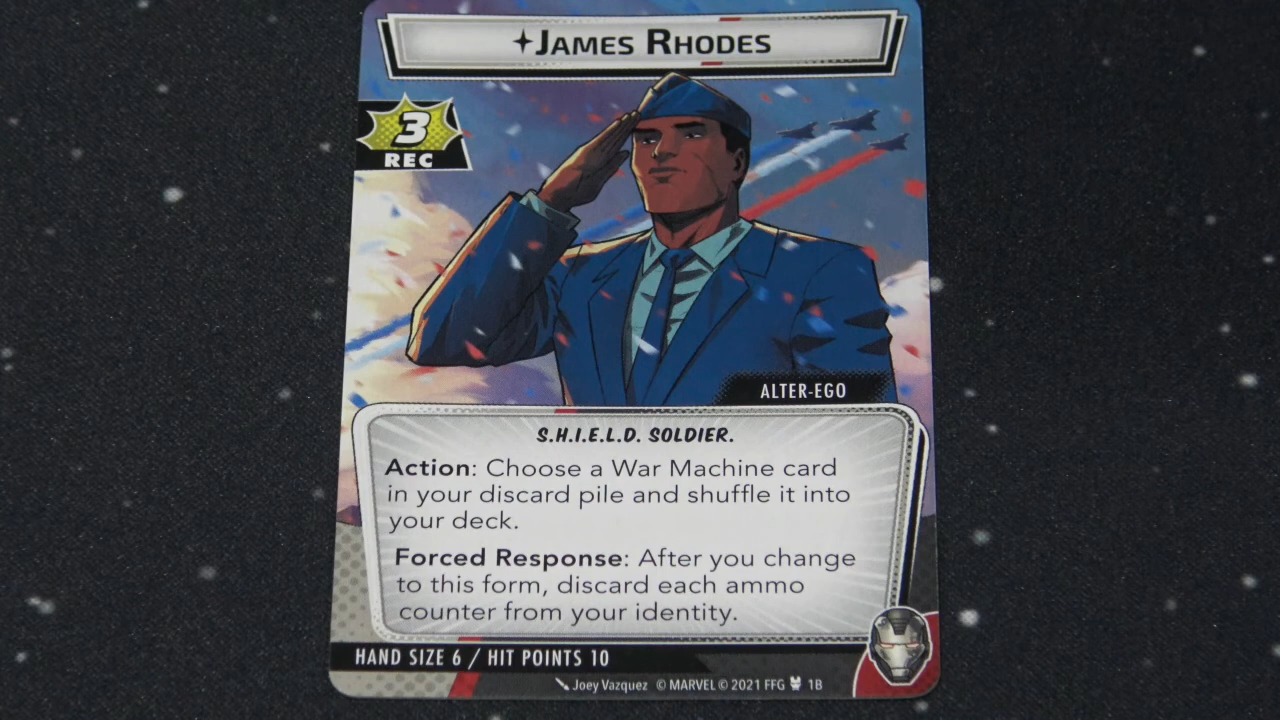 JAMES RHODES
3
REC
ALTER-EGO
S.H.I.E.L.D. SOLDIER.
Action: Choose a War Machine card
in your discard pile and shuffle it into
your deck.
Forced Response: After you change
to this form, discard each ammo
counter from your identity.
HAND SIZE 6 / HIT POINTS 10
Joey Vazquez © MARVEL © 2021 FFG 1B